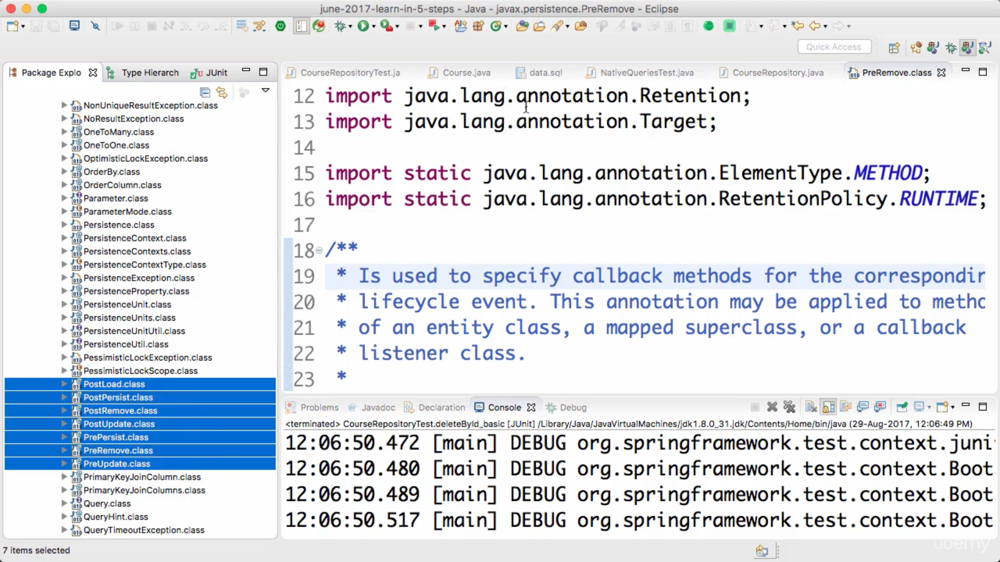 june-2017-learn-in-5-steps - Java - javax.persistence.PreRemove - Eclipse
Quick Access
Package Explo
Type Hierarchy
JUnit
CourseRepositoryTest.ja
Course.java
data.sql
NativeQueriesTest.java
CourseRepository.java
PreRemove.class
NonUniqueResultException.class
NoResultException.class
OneToMany.class
OneToOne.class
OptimisticLockException.class
OrderBy.class
OrderColumn.class
Parameter.class
ParameterMode.class
Persistence.class
PersistenceContext.class
PersistenceContexts.class
PersistenceContextType.class
PersistenceException.class
PersistenceProperty.class
PersistenceUnit.class
PersistenceUnits.class
PersistenceUnitUtil.class
PersistenceUtil.class
PessimisticLockException.class
PessimisticLockScope.class
PostLoad.class
PostPersist.class
PostRemove.class
PostUpdate.class
PrePersist.class
PreRemove.class
PreUpdate.class
PrimaryKeyJoinColumn.class
PrimaryKeyJoinColumns.class
Query.class
QueryHint.class
QueryTimeoutException.class
12 import java.lang.annotation.Retention;
13 import java.lang.annotation.Target;
14
15 import static java.lang.annotation.ElementType.METHOD;
16 import static java.lang.annotation.RetentionPolicy.RUNTIME;
17
18 /**
19 * Is used to specify callback methods for the correspondin
20 * lifecycle event. This annotation may be applied to metho
21 * of an entity class, a mapped superclass, or a callback
22 * listener class.
23 *
Problems
@ Javadoc
Declaration
Console
Debug
<terminated> CourseRepositoryTest.deleteById_basic [JUnit] /Library/Java/JavaVirtualMachines/jdk1.8.0_31.jdk/Contents/Home/bin/java (29-Aug-2017, 12:06:49 PM)
12:06:50.472 [main] DEBUG org.springframework.test.context.juni
12:06:50.480 [main] DEBUG org.springframework.test.context.Boot
12:06:50.489 [main] DEBUG org.springframework.test.context.Boot
12:06:50.517 [main] DEBUG org.springframework.test.context.Boot
7 items selected
udemy